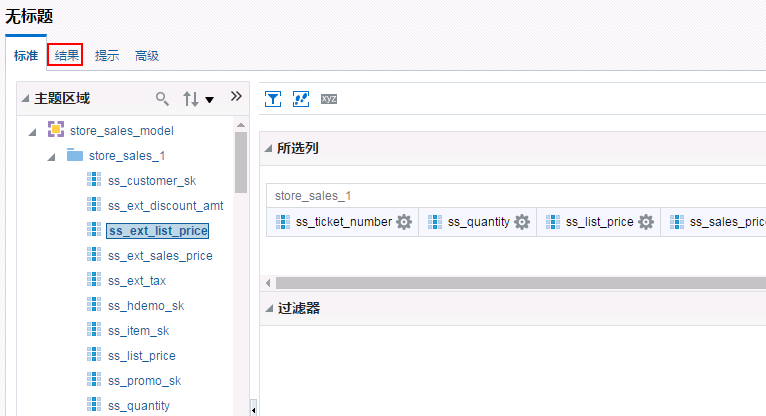 无标题
标准 结果 提示 高级
主题区域
store_sales_model
store_sales_1
ss_customer_sk
ss_ext_discount_amt
ss_ext_list_price
ss_ext_sales_price
ss_ext_tax
ss_hdemo_sk
ss_item_sk
ss_list_price
ss_promo_sk
ss_quantity
xyz
所选列
store_sales_1
ss_ticket_number ss_quantity ss_list_price ss_sales_price
过滤器